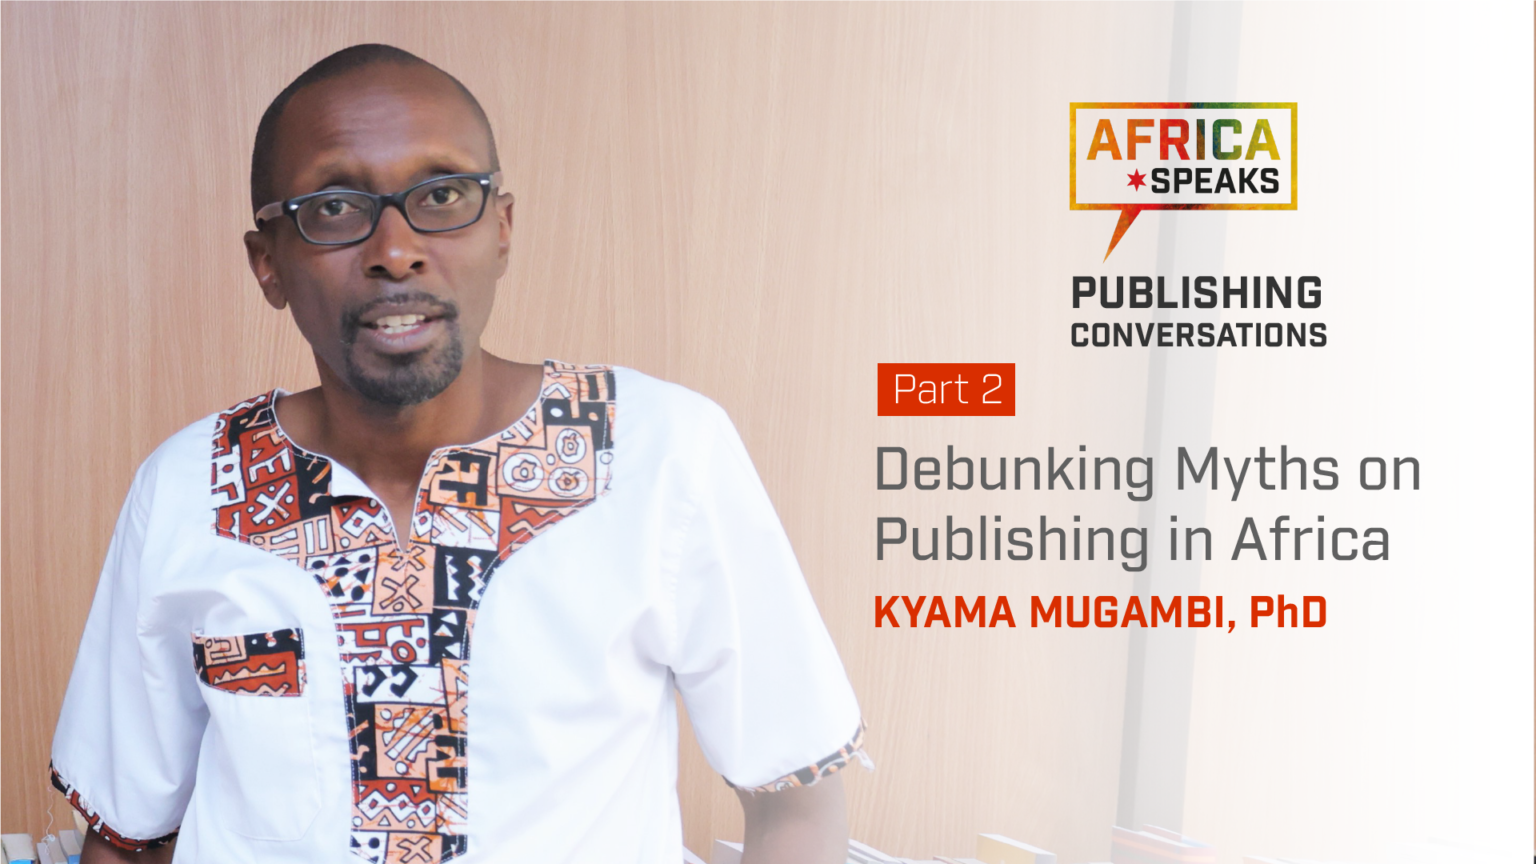 AFRICA
SPEAKS
PUBLISHING
CONVERSATIONS
Part 2
Debunking Myths on
Publishing in Africa
KYAMA MUGAMBI, PhD